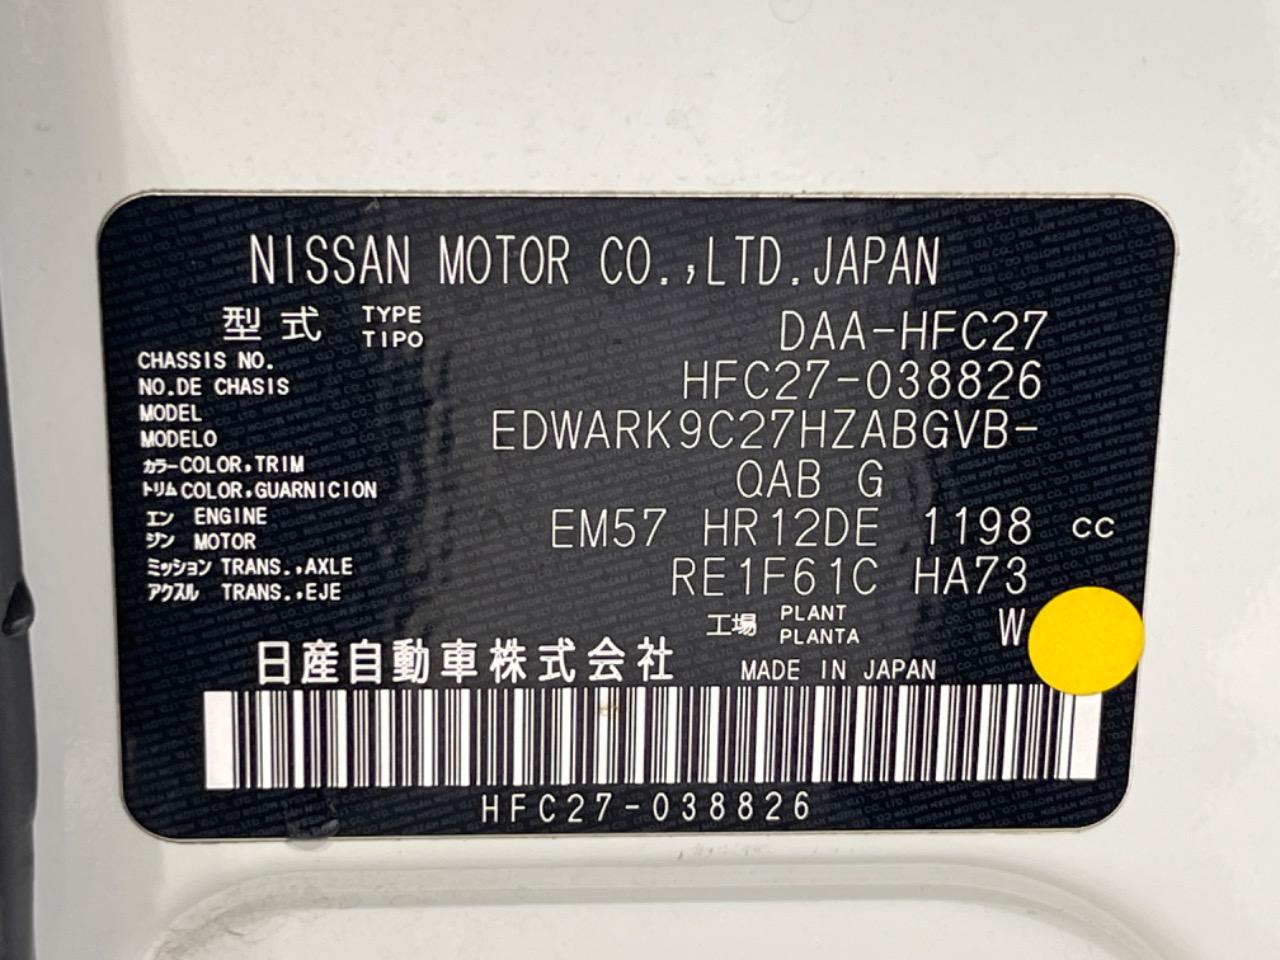 NISSAN MOTOR CO.,LTD.JAPAN
型式 TYPE TIPO DAA-HFC27
CHASSIS NO.
NO.DE CHASIS HFC27-038826
MODEL
MODELO EDWARK9C27HZABGVB-
カラー COLOR,TRIM
トリム COLOR,GUARNICION QAB G
エン ENGINE
ジン MOTOR EM57 HR12DE 1198 cc
ミッション TRANS.,AXLE
アクスル TRANS.,EJE RE1F61C HA73
工場 PLANT PLANTA W
日産自動車株式会社 MADE IN JAPAN
HFC27-038826